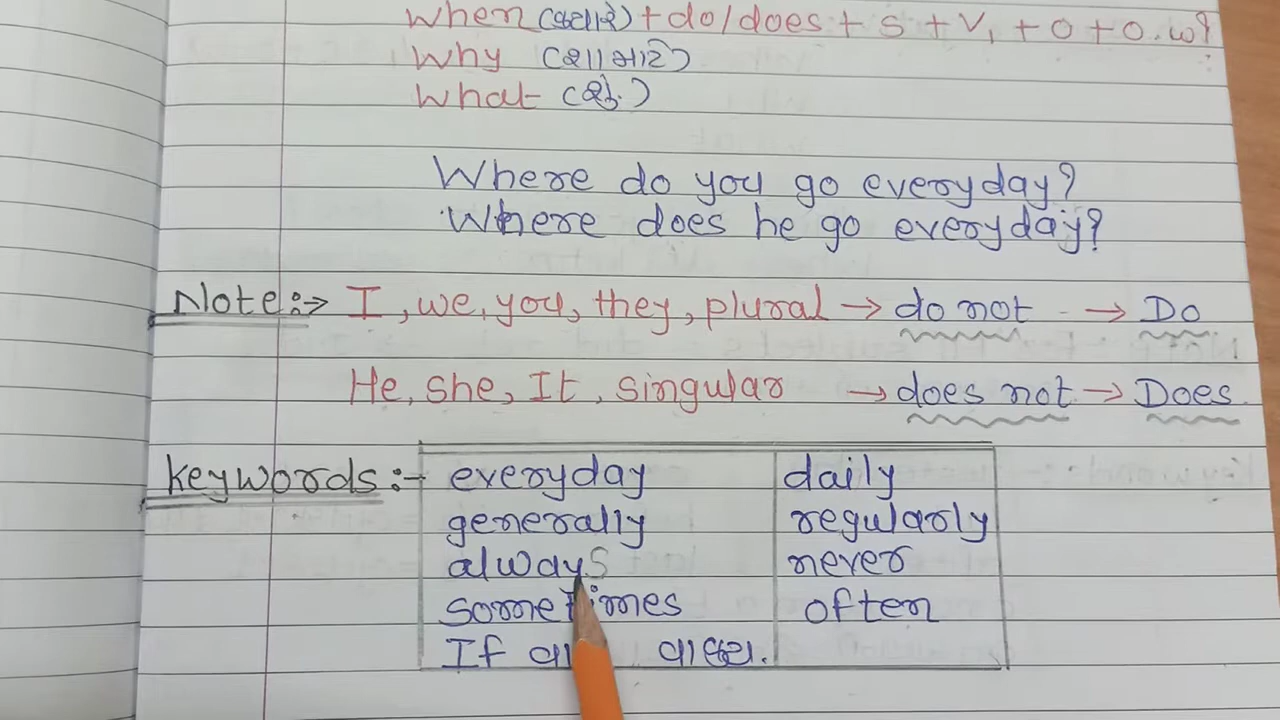 When (ક્યારે) + do/does + S + V₁ + O + O.w?
Why (શા માટે)
What (શું.)
Where do you go everyday?
Where does he go everyday?
Note:→ I, we, you, they, plural → do not → Do
He, she, It, singular → does not → Does.
Keywords:- everyday daily
generally regularly
always never
sometimes often
If વાક્ય.